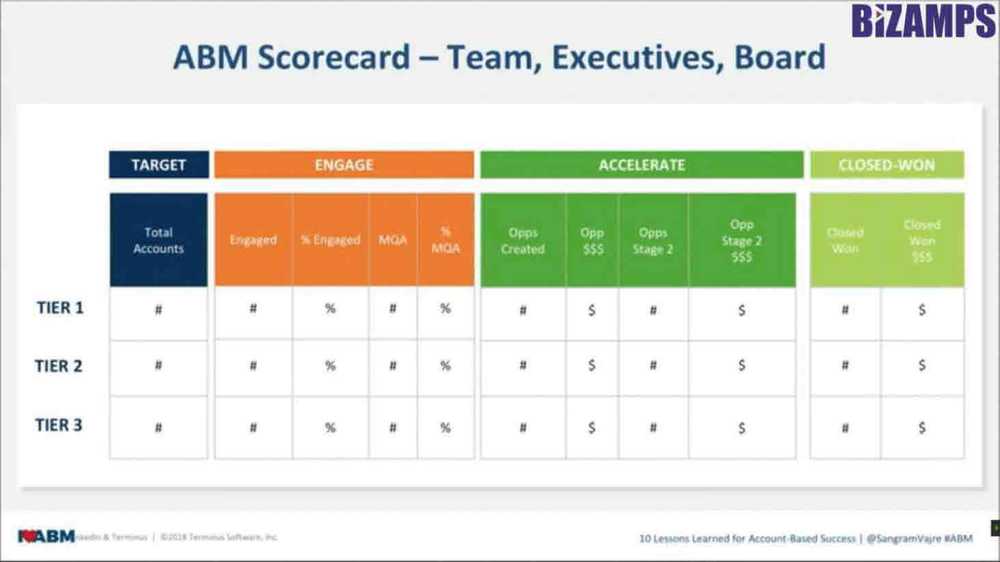 BiZAMPS
ABM Scorecard – Team, Executives, Board
TARGET ENGAGE ACCELERATE CLOSED-WON
Total Accounts Engaged % Engaged MQA % MQA Opps Created Opp $$$ Opps Stage 2 Opp Stage 2 $$$ Closed Won Closed Won $$$
TIER 1 # # % # % # $ # $ # $
TIER 2 # # % # % # $ # $ # $
TIER 3 # # % # % # $ # $ # $
ABM & Terminus | ©2018 Terminus Software, Inc.
10 Lessons Learned for Account-Based Success | @SangramVajre #ABM